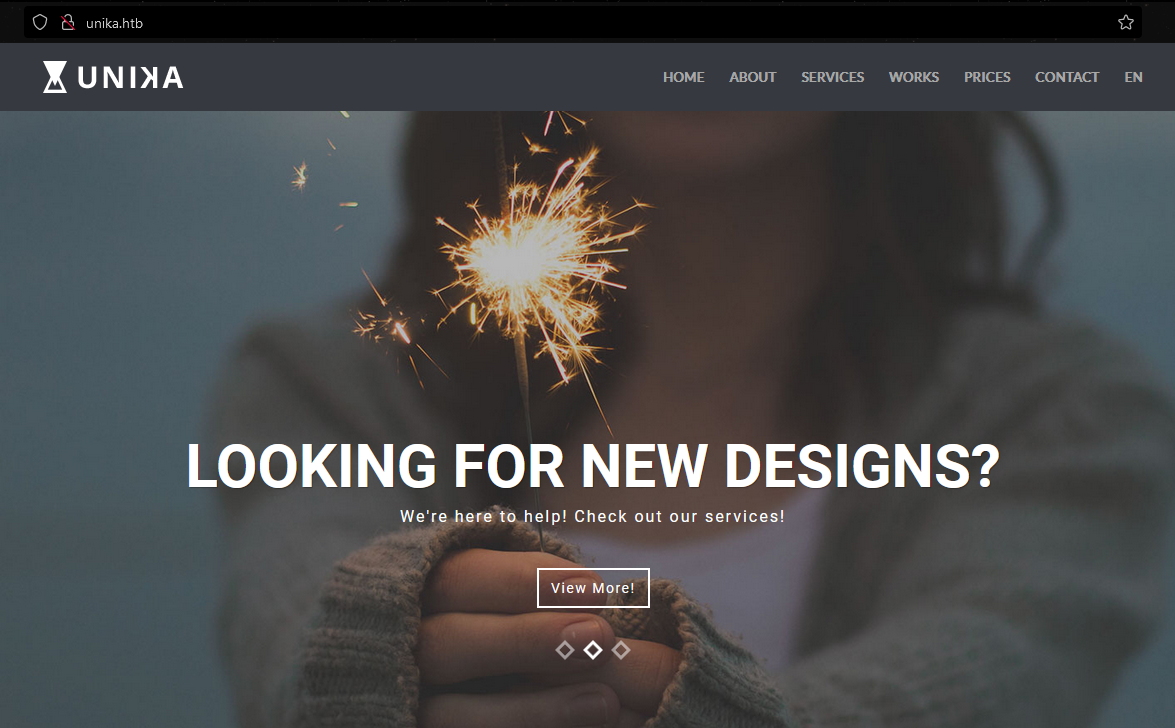 unika.htb
UNIKA
HOME ABOUT SERVICES WORKS PRICES CONTACT EN
LOOKING FOR NEW DESIGNS?
We're here to help! Check out our services!
View More!